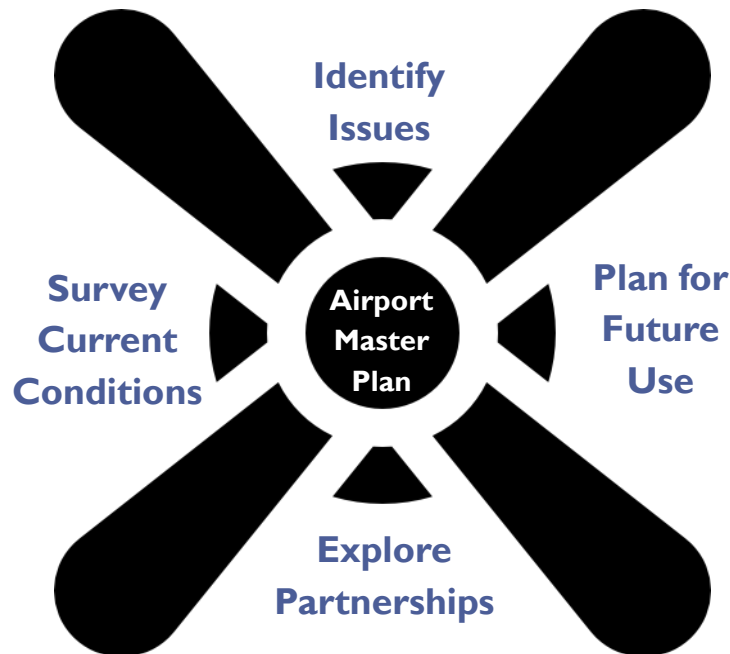 Identify
Issues
Survey
Current
Conditions
Airport
Master
Plan
Plan for
Future
Use
Explore
Partnerships